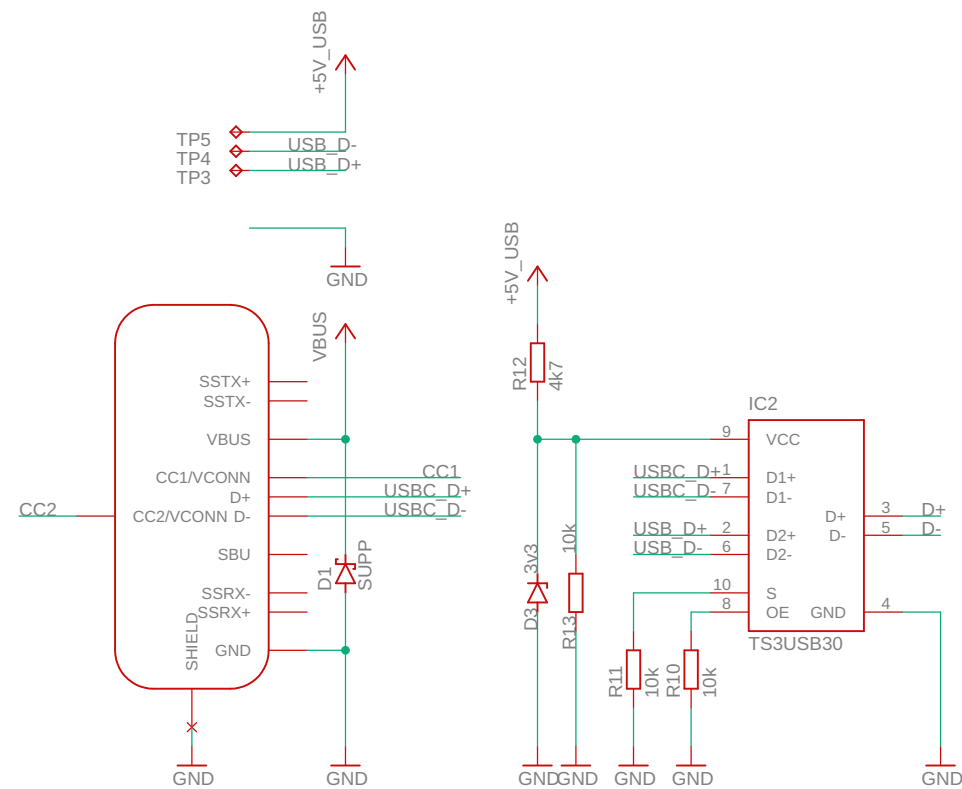 +5V_USB
TP5
TP4
TP3
USB_D-
USB_D+
GND
VBUS
SSTX+
SSTX-
VBUS
CC1/VCONN
D+
CC2/VCONN D-
SBU
SSRX-
SSRX+
GND
SHIELD
CC2
CC1
USBC_D+
USBC_D-
D1
SUPP
GND
GND
+5V_USB
R12
4k7
D3
3v3
R13
10k
GND
GND
IC2
9
VCC
USBC_D+
1
D1+
USBC_D-
7
D1-
USB_D+
2
D2+
USB_D-
6
D2-
10
S
8
OE
D+
3
D+
D-
5
D-
GND
4
TS3USB30
R11
10k
R10
10k
GND
GND
GND